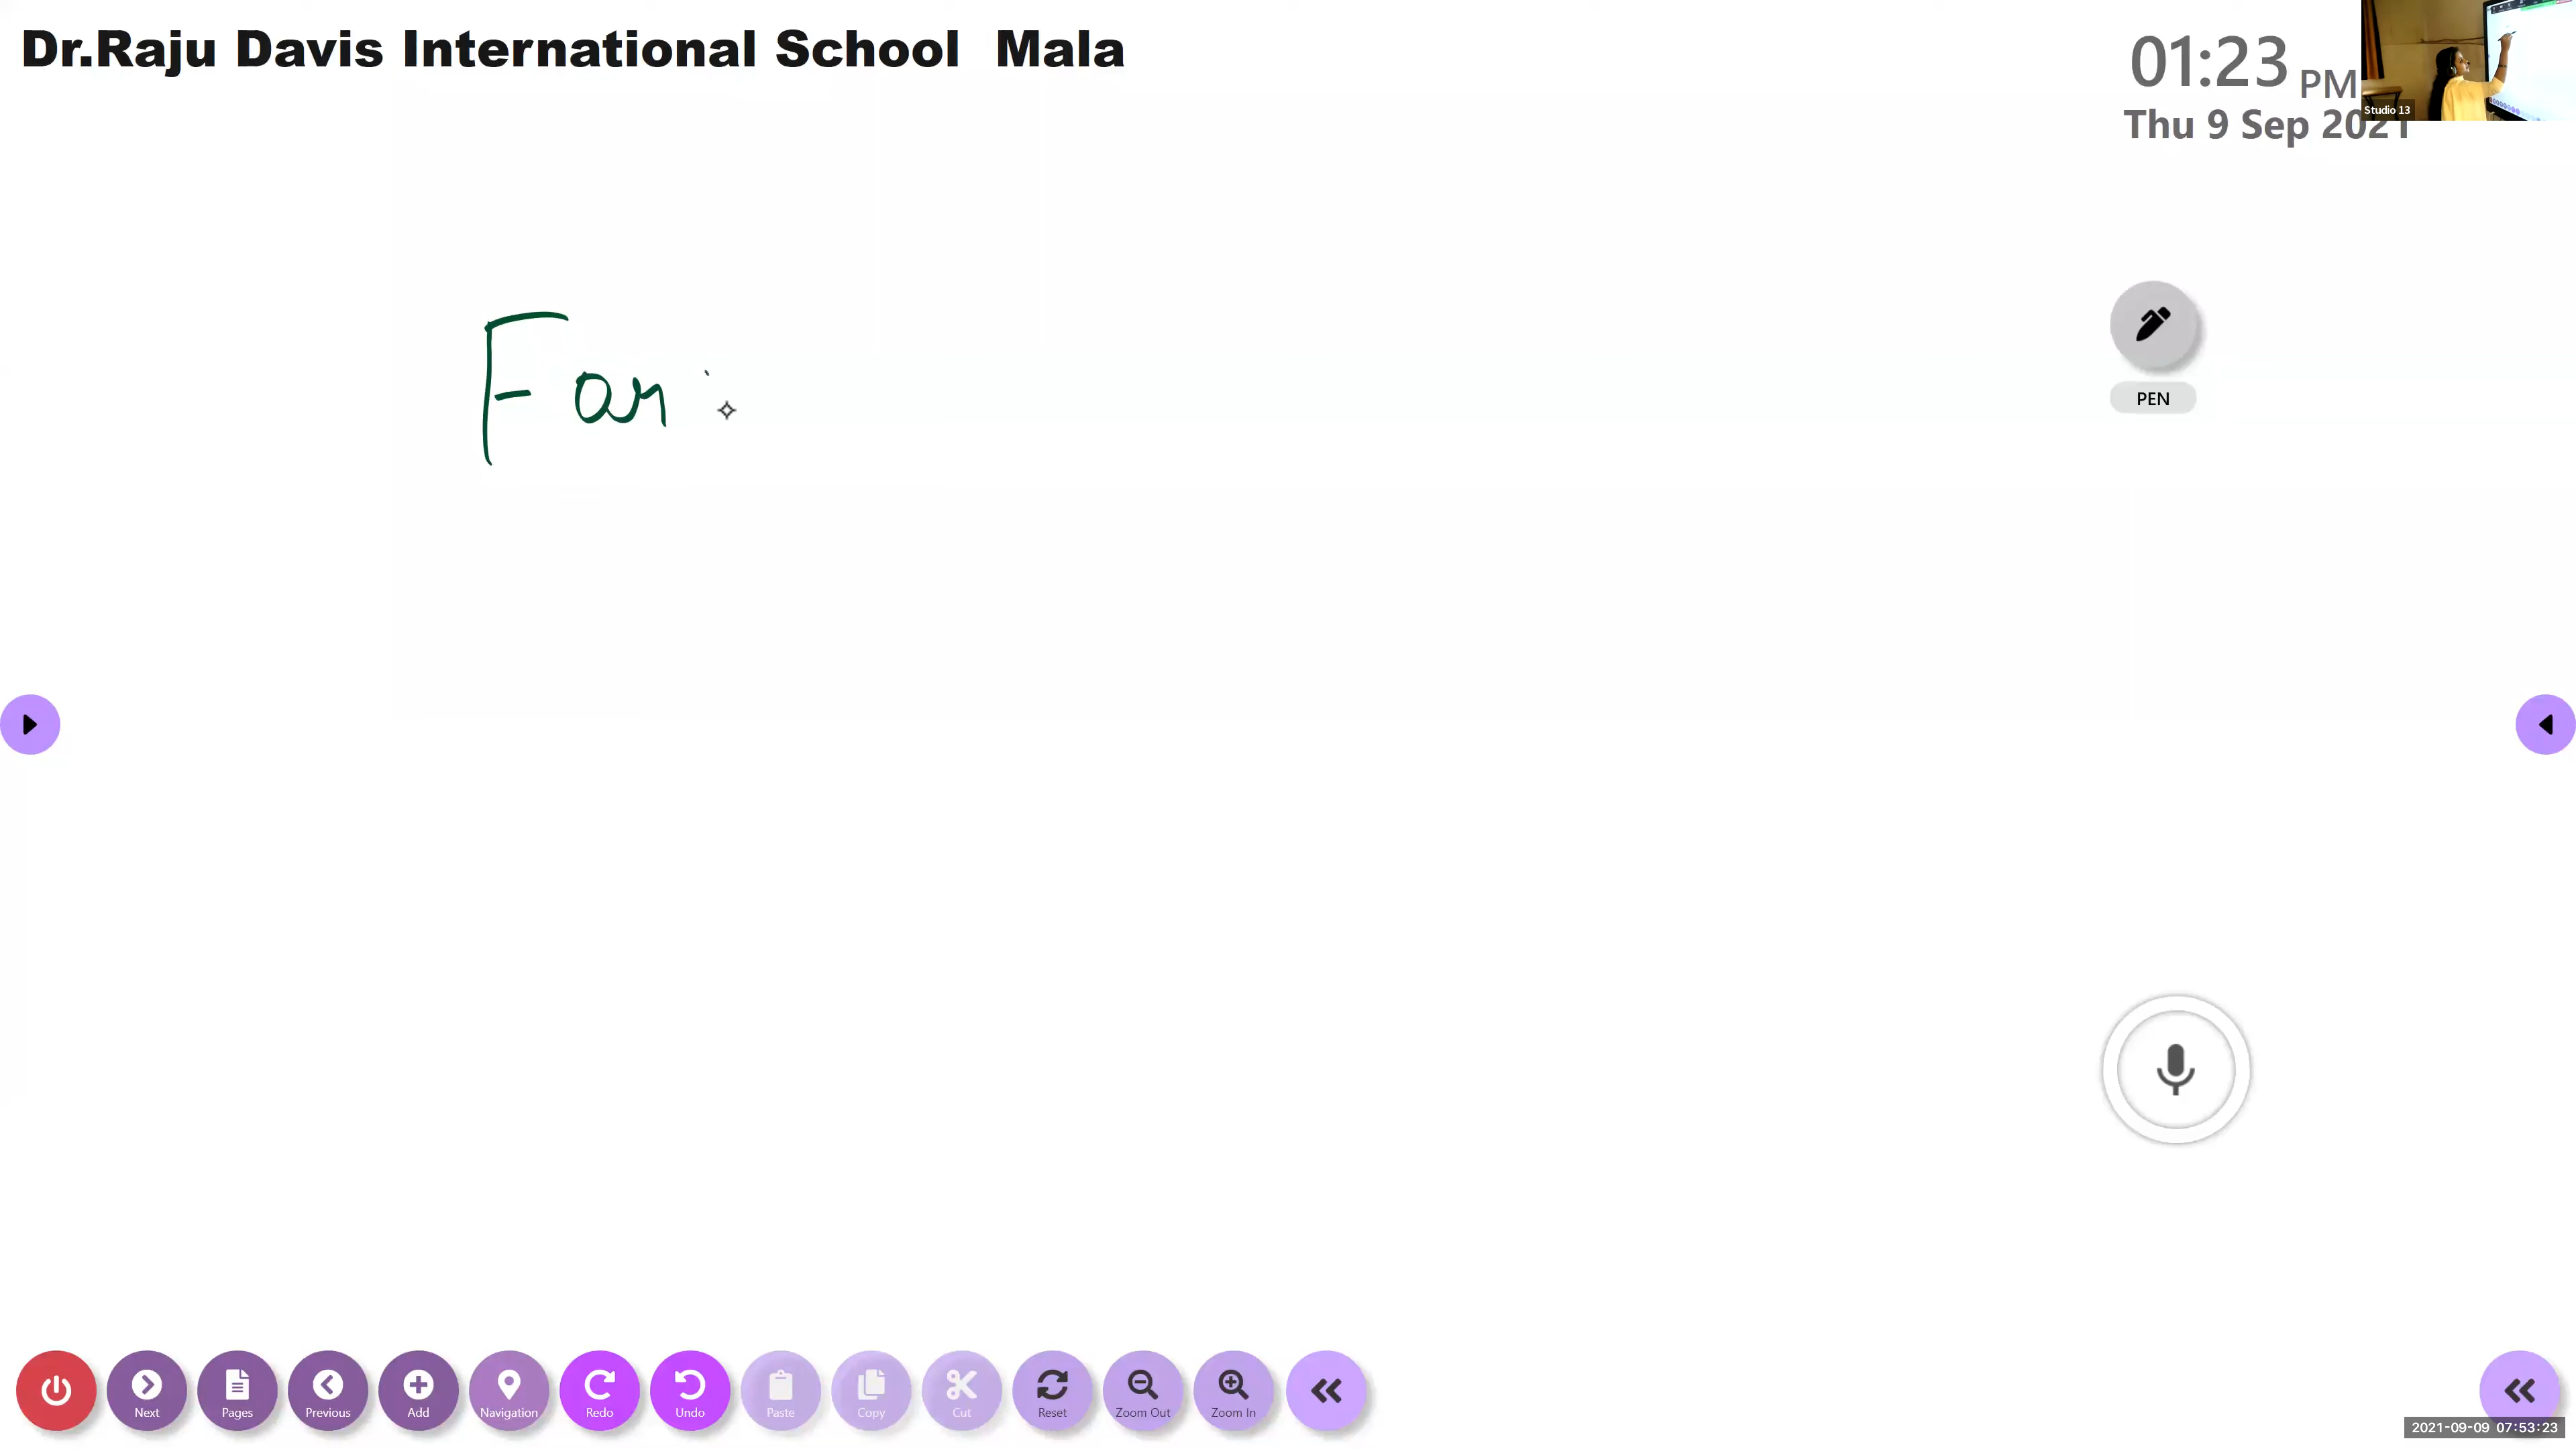 Dr.Raju Davis International School Mala
01:23 PM
Thu 9 Sep 2021
Studio 13
Far
PEN
Next
Pages
Previous
Add
Navigation
Redo
Undo
Paste
Copy
Cut
Reset
Zoom Out
Zoom In
2021-09-09 07:53:23